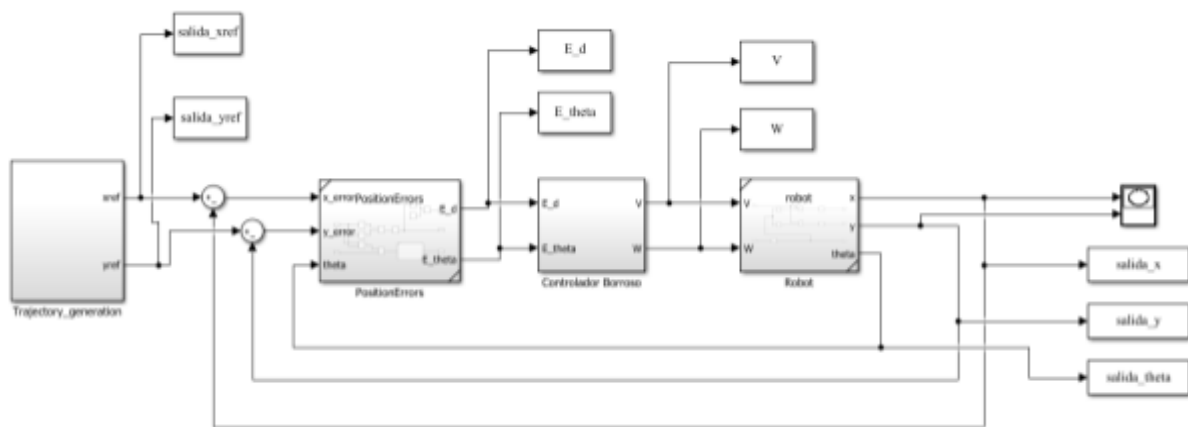 salida_xref
salida_yref
E_d
E_theta
V
W
xref
yref
Trajectory_generation
x_error
y_error
theta
PositionErrors
E_d
E_theta
PositionErrors
E_d
E_theta
V
W
Controlador Borroso
V
W
robot
x
y
theta
Robot
salida_x
salida_y
salida_theta